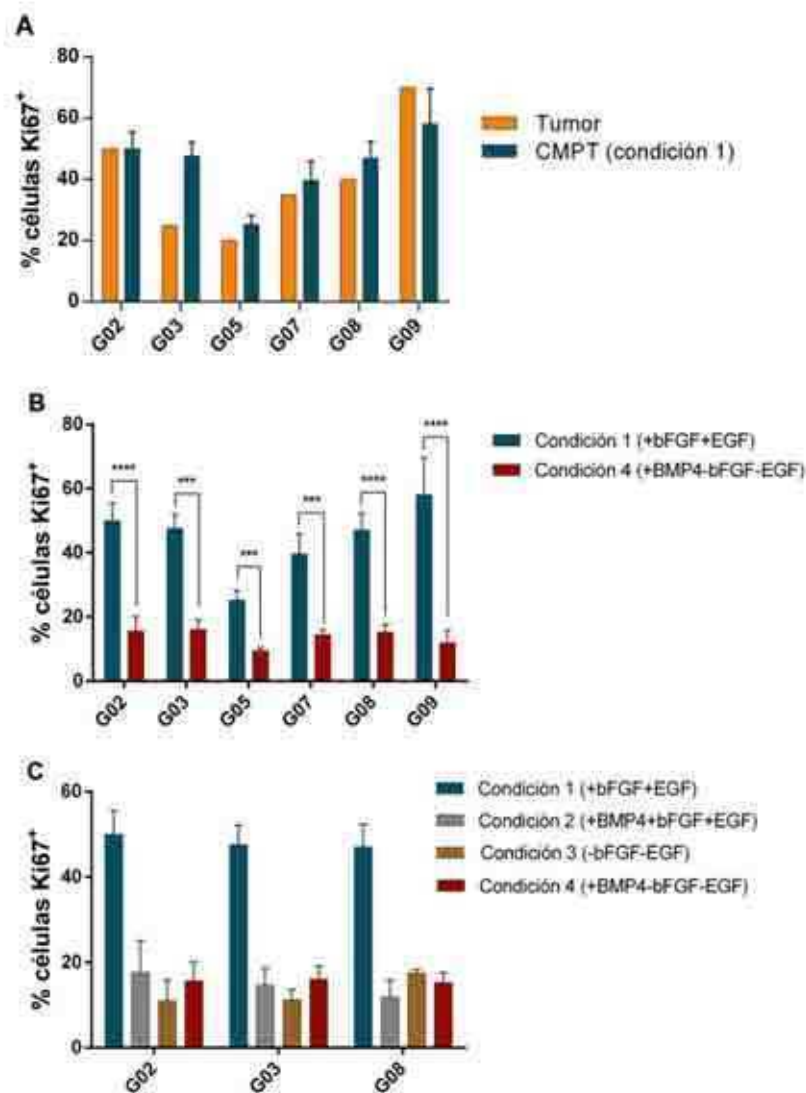 A
% células Ki67+
80
60
40
20
0
G02
G03
G05
G07
G08
G09
Tumor
CMPT (condición 1)
B
% células Ki67+
80
60
40
20
0
****
***
***
***
****
****
G02
G03
G05
G07
G08
G09
Condición 1 (+bFGF+EGF)
Condición 4 (+BMP4-bFGF-EGF)
C
% células Ki67+
60
40
20
0
G02
G03
G08
Condición 1 (+bFGF+EGF)
Condición 2 (+BMP4+bFGF+EGF)
Condición 3 (-bFGF-EGF)
Condición 4 (+BMP4-bFGF-EGF)